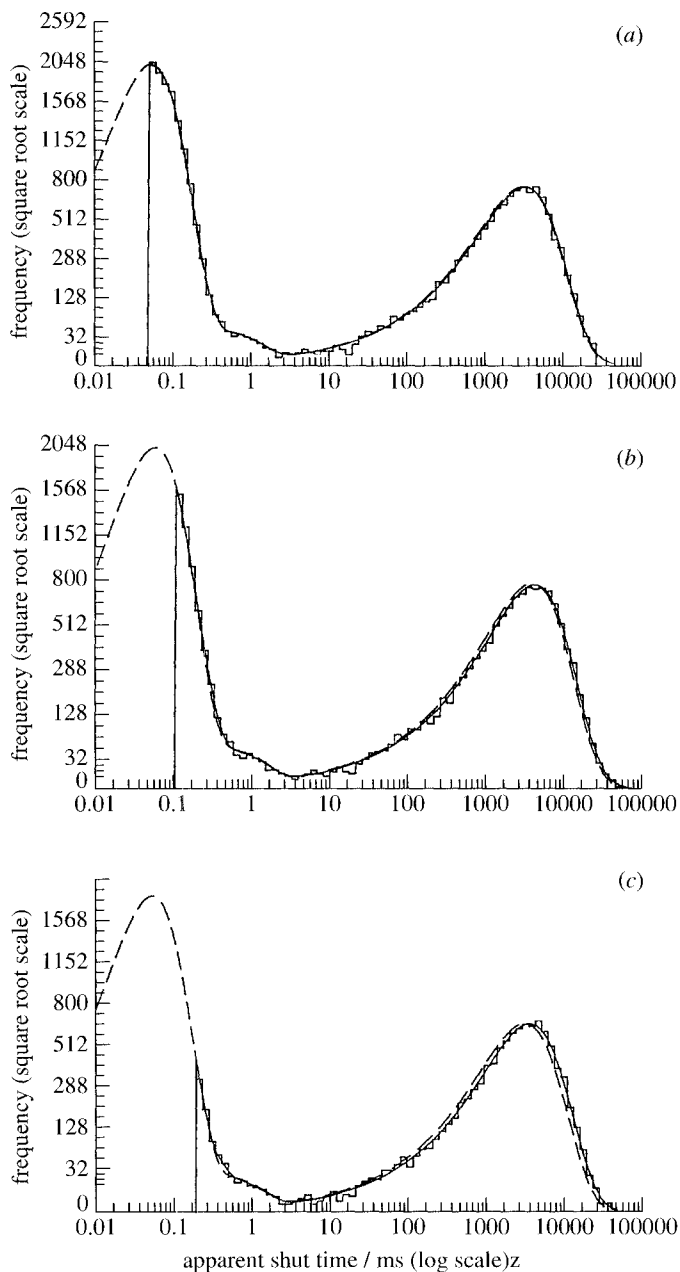 (a)
frequency (square root scale)
2592
2048
1568
1152
800
512
288
128
32
0
0.01 0.1 1 10 100 1000 10000 100000
(b)
frequency (square root scale)
2048
1568
1152
800
512
288
128
32
0
0.01 0.1 1 10 100 1000 10000 100000
(c)
frequency (square root scale)
1568
1152
800
512
288
128
32
0
0.01 0.1 1 10 100 1000 10000 100000
apparent shut time / ms (log scale)z